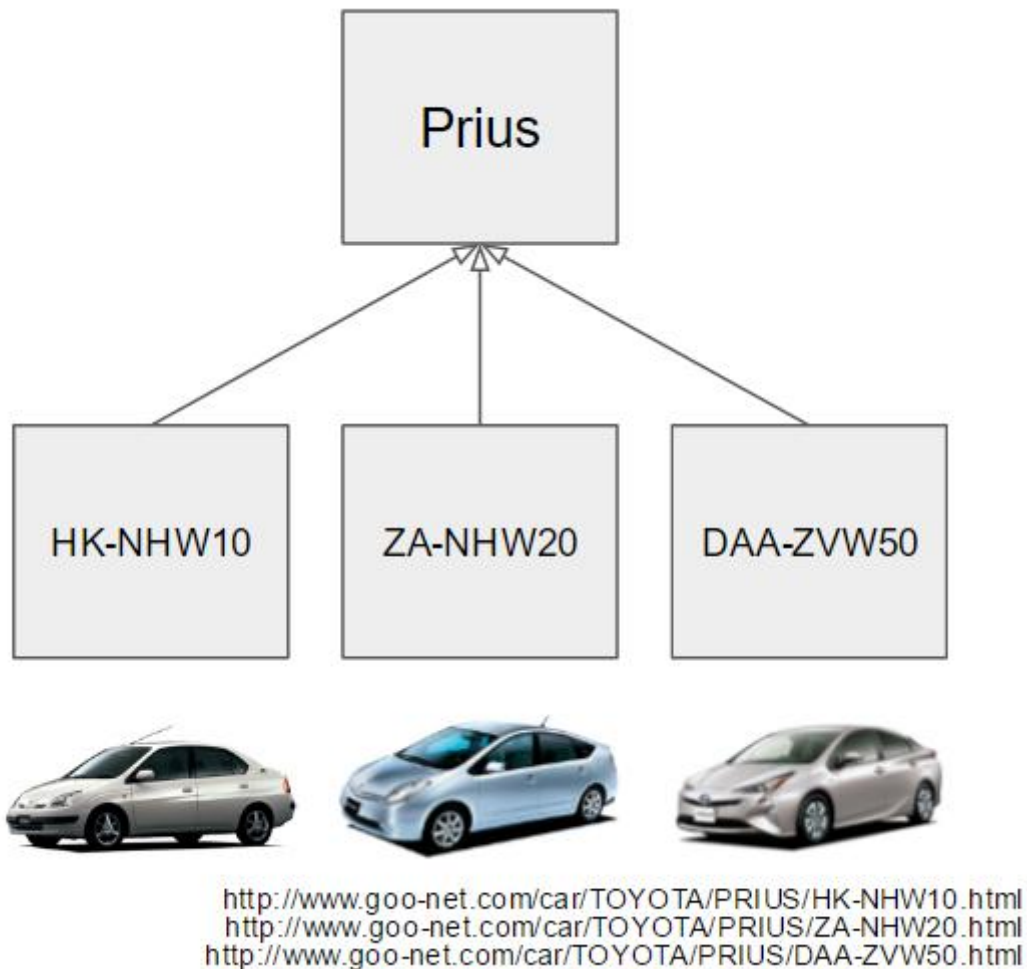 Prius
HK-NHW10
ZA-NHW20
DAA-ZVW50
http://www.goo-net.com/car/TOYOTA/PRIUS/HK-NHW10.html
http://www.goo-net.com/car/TOYOTA/PRIUS/ZA-NHW20.html
http://www.goo-net.com/car/TOYOTA/PRIUS/DAA-ZVW50.html